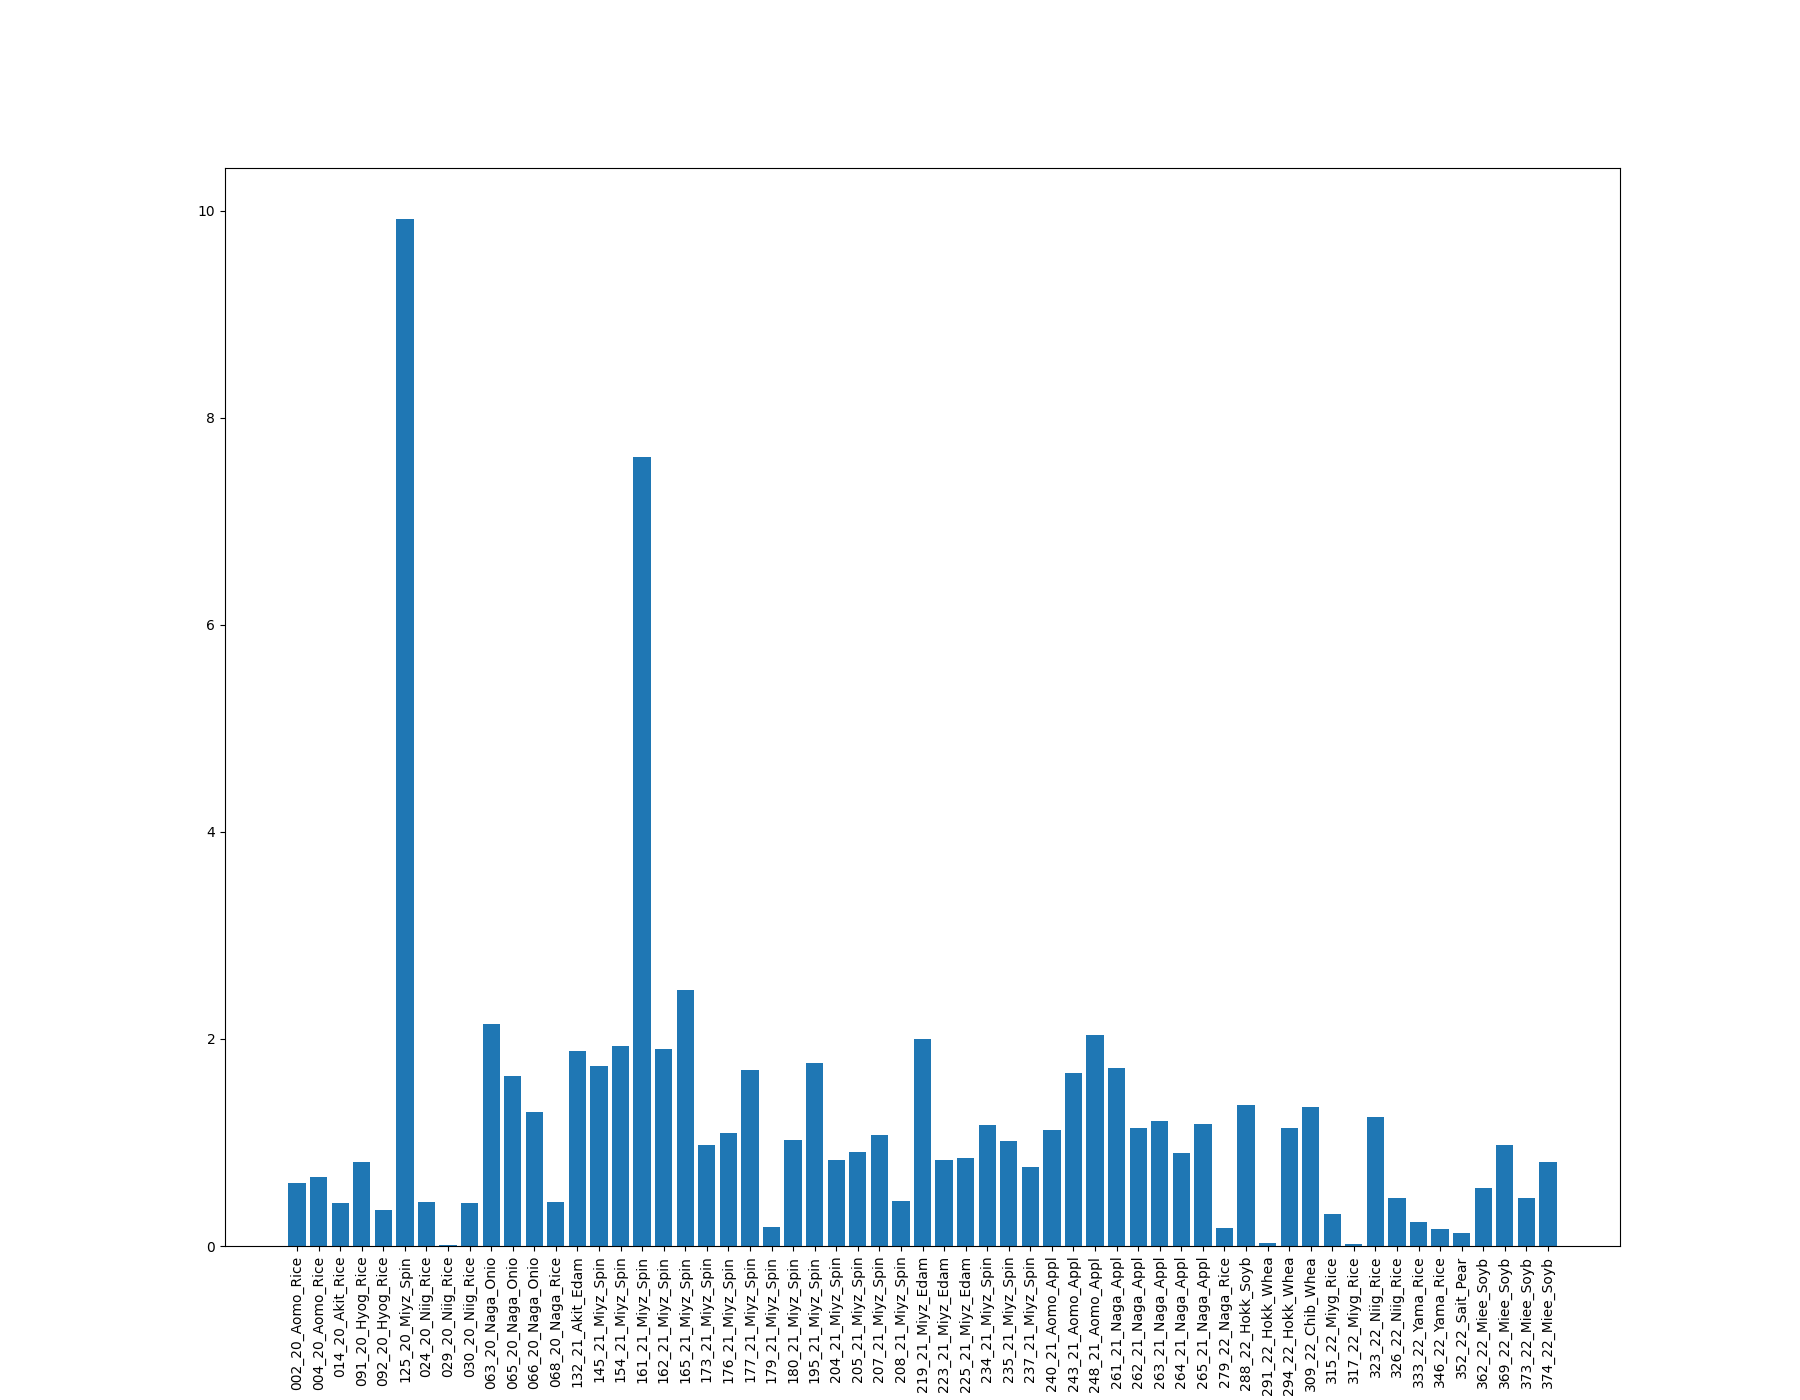 10
8
6
4
2
0
002_20_Aomo_Rice
004_20_Aomo_Rice
014_20_Akit_Rice
091_20_Hyog_Rice
092_20_Hyog_Rice
125_20_Miyz_Spin
024_20_Niig_Rice
029_20_Niig_Rice
030_20_Niig_Rice
063_20_Naga_Onio
065_20_Naga_Onio
066_20_Naga_Onio
068_20_Naga_Rice
132_21_Akit_Edam
145_21_Miyz_Spin
154_21_Miyz_Spin
161_21_Miyz_Spin
162_21_Miyz_Spin
165_21_Miyz_Spin
173_21_Miyz_Spin
176_21_Miyz_Spin
177_21_Miyz_Spin
179_21_Miyz_Spin
180_21_Miyz_Spin
195_21_Miyz_Spin
204_21_Miyz_Spin
205_21_Miyz_Spin
207_21_Miyz_Spin
208_21_Miyz_Spin
219_21_Miyz_Edam
223_21_Miyz_Edam
225_21_Miyz_Edam
234_21_Miyz_Spin
235_21_Miyz_Spin
237_21_Miyz_Spin
240_21_Aomo_Appl
243_21_Aomo_Appl
248_21_Aomo_Appl
261_21_Naga_Appl
262_21_Naga_Appl
263_21_Naga_Appl
264_21_Naga_Appl
265_21_Naga_Appl
279_22_Naga_Rice
288_22_Hokk_Soyb
291_22_Hokk_Whea
294_22_Hokk_Whea
309_22_Chib_Whea
315_22_Miyg_Rice
317_22_Miyg_Rice
323_22_Niig_Rice
326_22_Niig_Rice
333_22_Yama_Rice
346_22_Yama_Rice
352_22_Sait_Pear
362_22_Miee_Soyb
369_22_Miee_Soyb
373_22_Miee_Soyb
374_22_Miee_Soyb